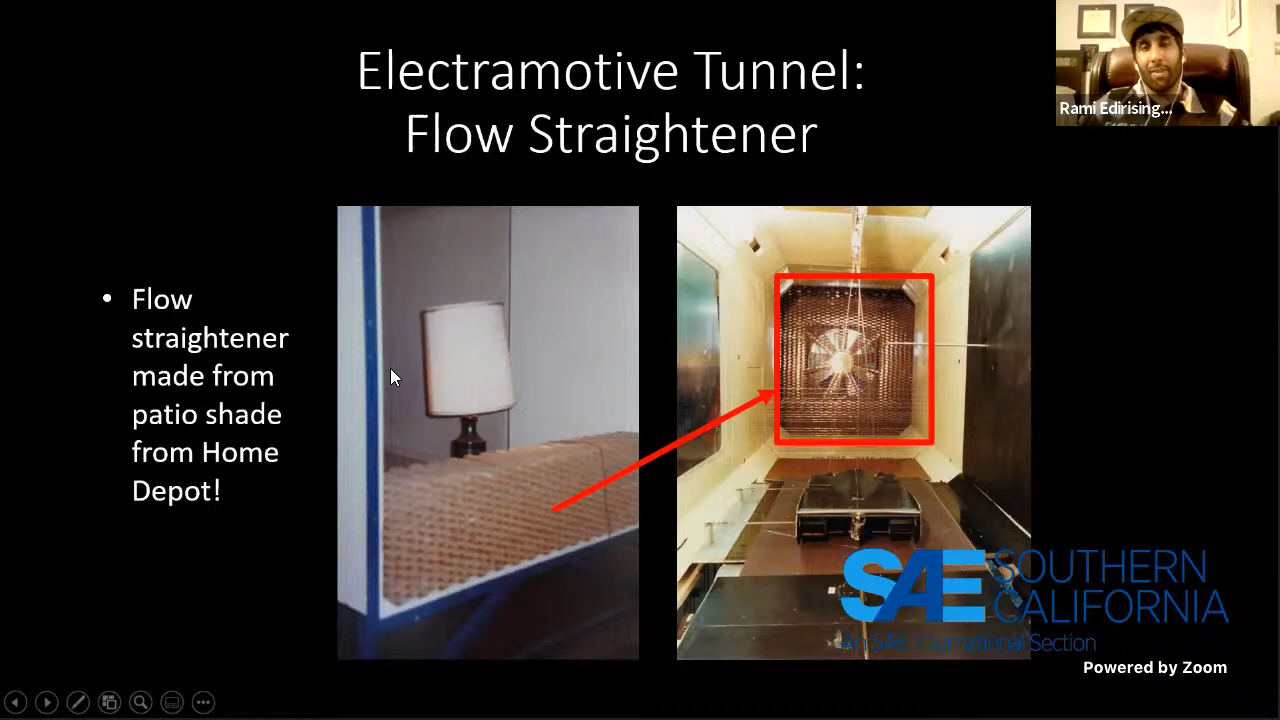 Electramotive Tunnel:
Flow Straightener
Rami Edirising...
• Flow
straightener
made from
patio shade
from Home
Depot!
SAE SOUTHERN
CALIFORNIA
An SAE International Section
Powered by Zoom